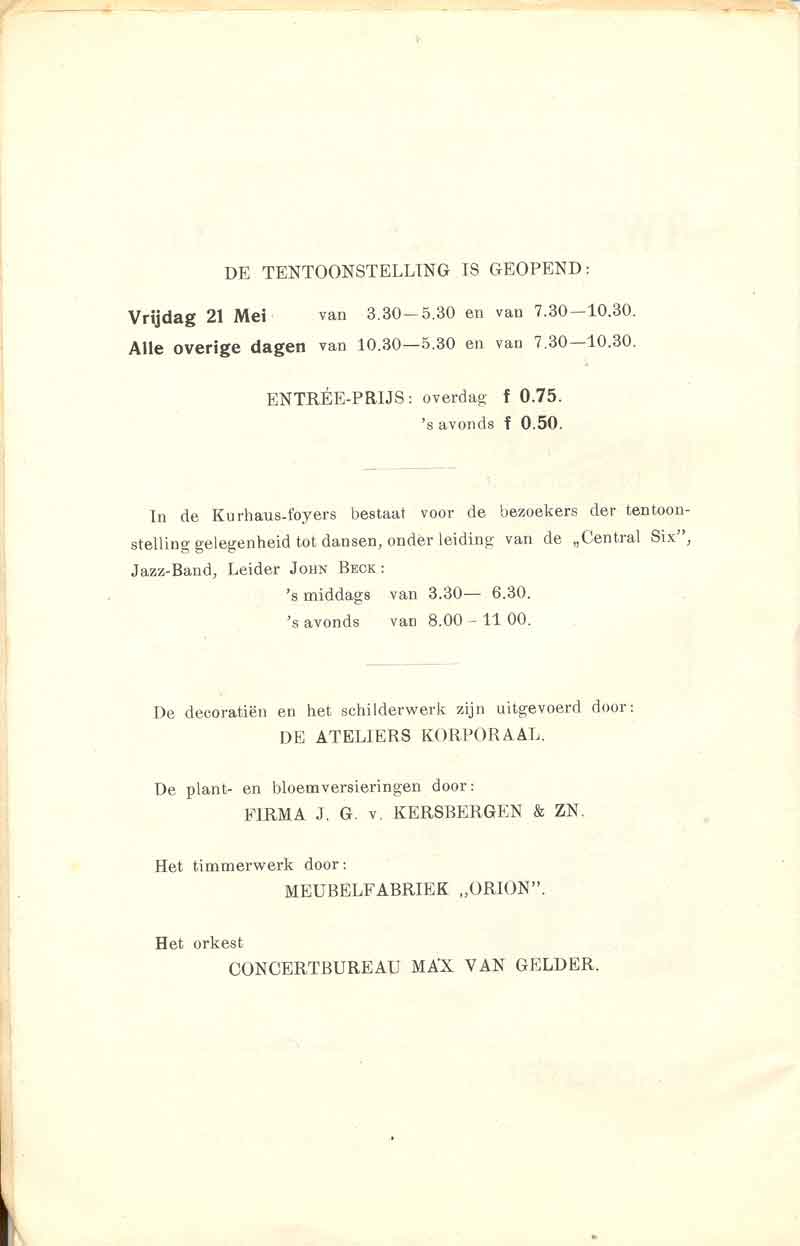 DE TENTOONSTELLING IS GEOPEND:
Vrijdag 21 Mei van 3.30—5.30 en van 7.30—10.30.
Alle overige dagen van 10.30—5.30 en van 7.30—10.30.
ENTRÉE-PRIJS: overdag f 0.75.
's avonds f 0.50.
In de Kurhaus-foyers bestaat voor de bezoekers der tentoon-
stelling gelegenheid tot dansen, onder leiding van de „Central Six”,
Jazz-Band, Leider JOHN BECK:
's middags van 3.30— 6.30.
's avonds van 8.00 - 11 00.
De decoratiën en het schilderwerk zijn uitgevoerd door:
DE ATELIERS KORPORAAL.
De plant- en bloemversieringen door:
FIRMA J. G. v. KERSBERGEN & ZN.
Het timmerwerk door:
MEUBELFABRIEK „ORION”.
Het orkest
CONCERTBUREAU MAX VAN GELDER.